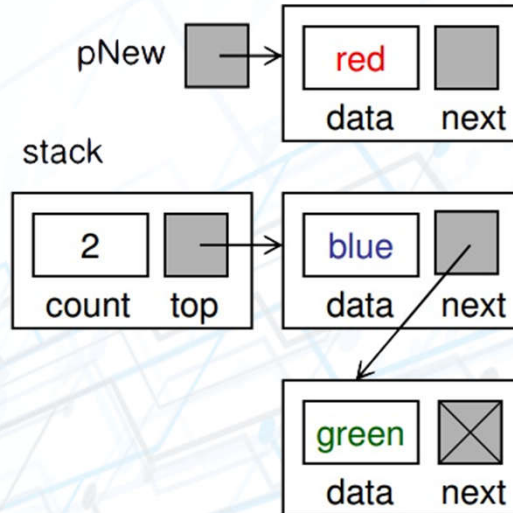 pNew
red
data next
stack
2
blue
count top
data next
green
data next